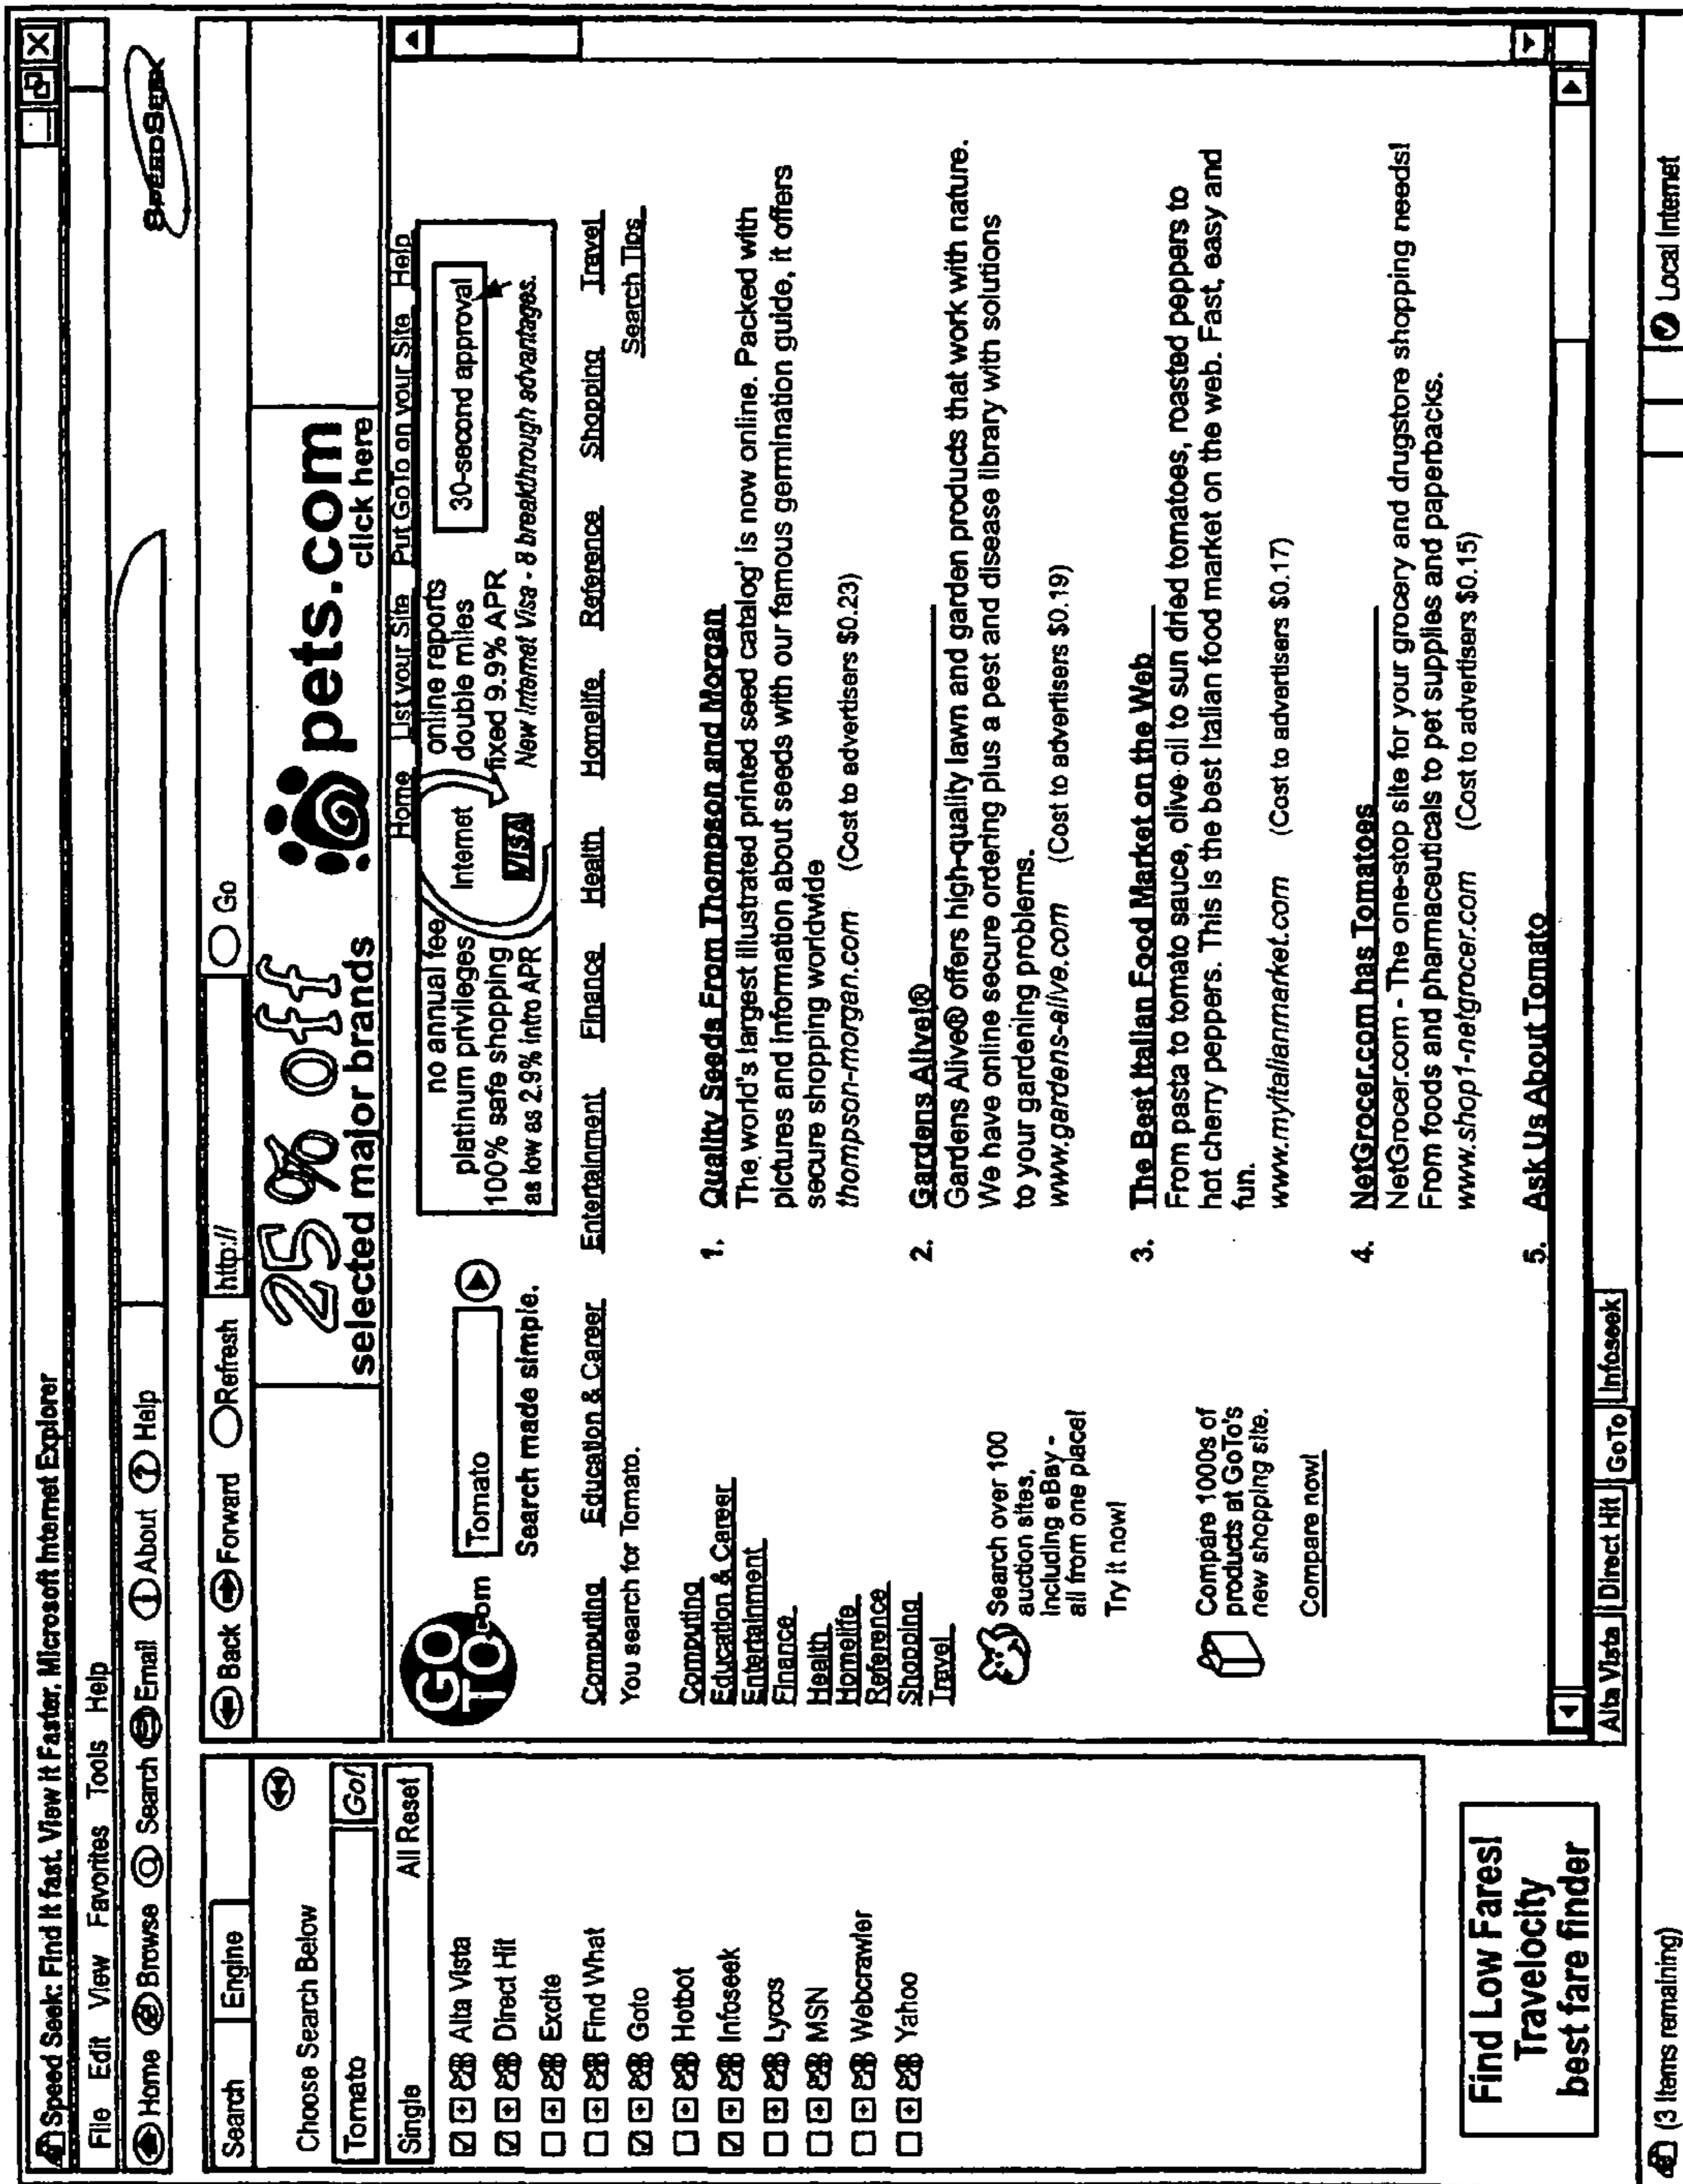 Speed Seek: Find It fast. View It Faster, Microsoft Internet Explorer
File Edit View Favorites Tools Help
Home Browse Search Email About Help
SPEEDSEEK
Search Engine
Choose Search Below
Tomato Go!
Single All Reset
Alta Vista
Direct Hit
Excite
Find What
Goto
Hotbot
Infoseek
Lycos
MSN
Webcrawler
Yahoo
Find Low Fares!
Travelocity
best fare finder
Back Forward Refresh http:// Go
25% off
selected major brands
pets.com
click here
Home List your Site Put GoTo on your Site Help
GO
TO.com
Tomato
Search made simple.
no annual fee
platinum privileges
100% safe shopping
as low as 2.9% intro APR
Internet
VISA
online reports
double miles
fixed 9.9% APR
New Internet Visa - 8 breakthrough advantages.
30-second approval
Computing Education & Career Entertainment Finance Health Homelife Reference Shopping Travel
You search for Tomato.
Search Tips
Computing
Education & Career
Entertainment
Finance
Health
Homelife
Reference
Shopping
Travel
Search over 100
auction sites,
including eBay -
all from one place!
Try it now!
Compare 1000s of
products at GoTo's
new shopping site.
Compare now!
1. Quality Seeds From Thompson and Morgan
The world's largest illustrated printed seed catalog' is now online. Packed with
pictures and information about seeds with our famous germination guide, it offers
secure shopping worldwide
thompson-morgan.com (Cost to advertisers $0.23)
2. Gardens Alive!®
Gardens Alive® offers high-quality lawn and garden products that work with nature.
We have online secure ordering plus a pest and disease library with solutions
to your gardening problems.
www.gardens-alive.com (Cost to advertisers $0.19)
3. The Best Italian Food Market on the Web
From pasta to tomato sauce, olive oil to sun dried tomatoes, roasted peppers to
hot cherry peppers. This is the best Italian food market on the web. Fast, easy and
fun.
www.myitalianmarket.com (Cost to advertisers $0.17)
4. NetGrocer.com has Tomatoes
NetGrocer.com - The one-stop site for your grocery and drugstore shopping needs!
From foods and phamaceuticals to pet supplies and paperbacks.
www.shop1-netgrocer.com (Cost to advertisers $0.15)
5. Ask Us About Tomato
Alta Vista Direct Hit GoTo Infoseek
(3 Items remaining)
Local Internet